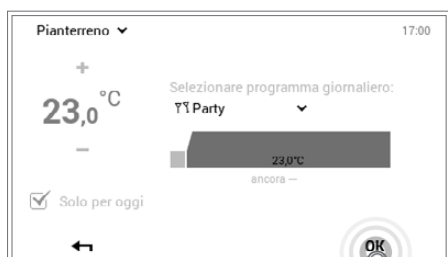 Pianterreno 17:00
+
23,0 °C
Selezionare programma giornaliero:
Party
23,0°C
ancora --
−
Solo per oggi
OK